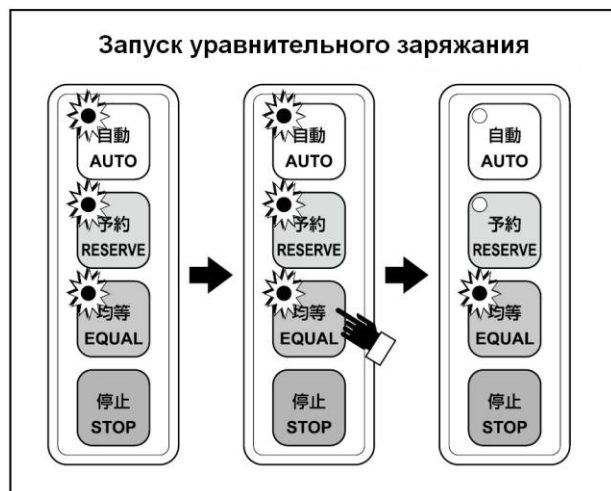 Запуск уравнительного заряжания
自動
AUTO
予約
RESERVE
均等
EQUAL
停止
STOP
自動
AUTO
予約
RESERVE
均等
EQUAL
停止
STOP
自動
AUTO
予約
RESERVE
均等
EQUAL
停止
STOP